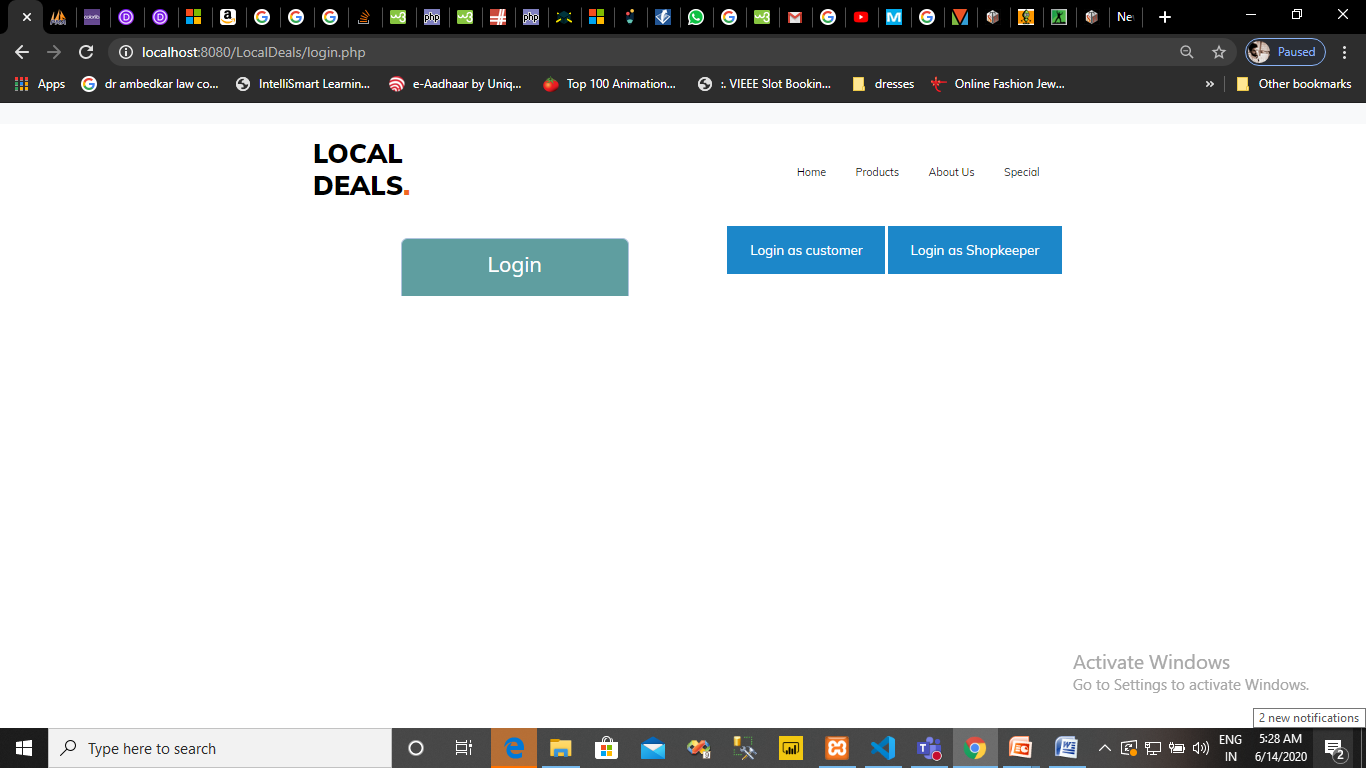 New
localhost:8080/LocalDeals/login.php
Paused
Apps
dr ambedkar law co...
IntelliSmart Learnin...
e-Aadhaar by Uniq...
Top 100 Animation...
:. VIEEE Slot Bookin...
dresses
Online Fashion Jew...
»
Other bookmarks
LOCAL
DEALS.
Home Products About Us Special
Login
Login as customer
Login as Shopkeeper
Activate Windows
Go to Settings to activate Windows.
2 new notifications
Type here to search
ENG
IN
5:28 AM
6/14/2020
2